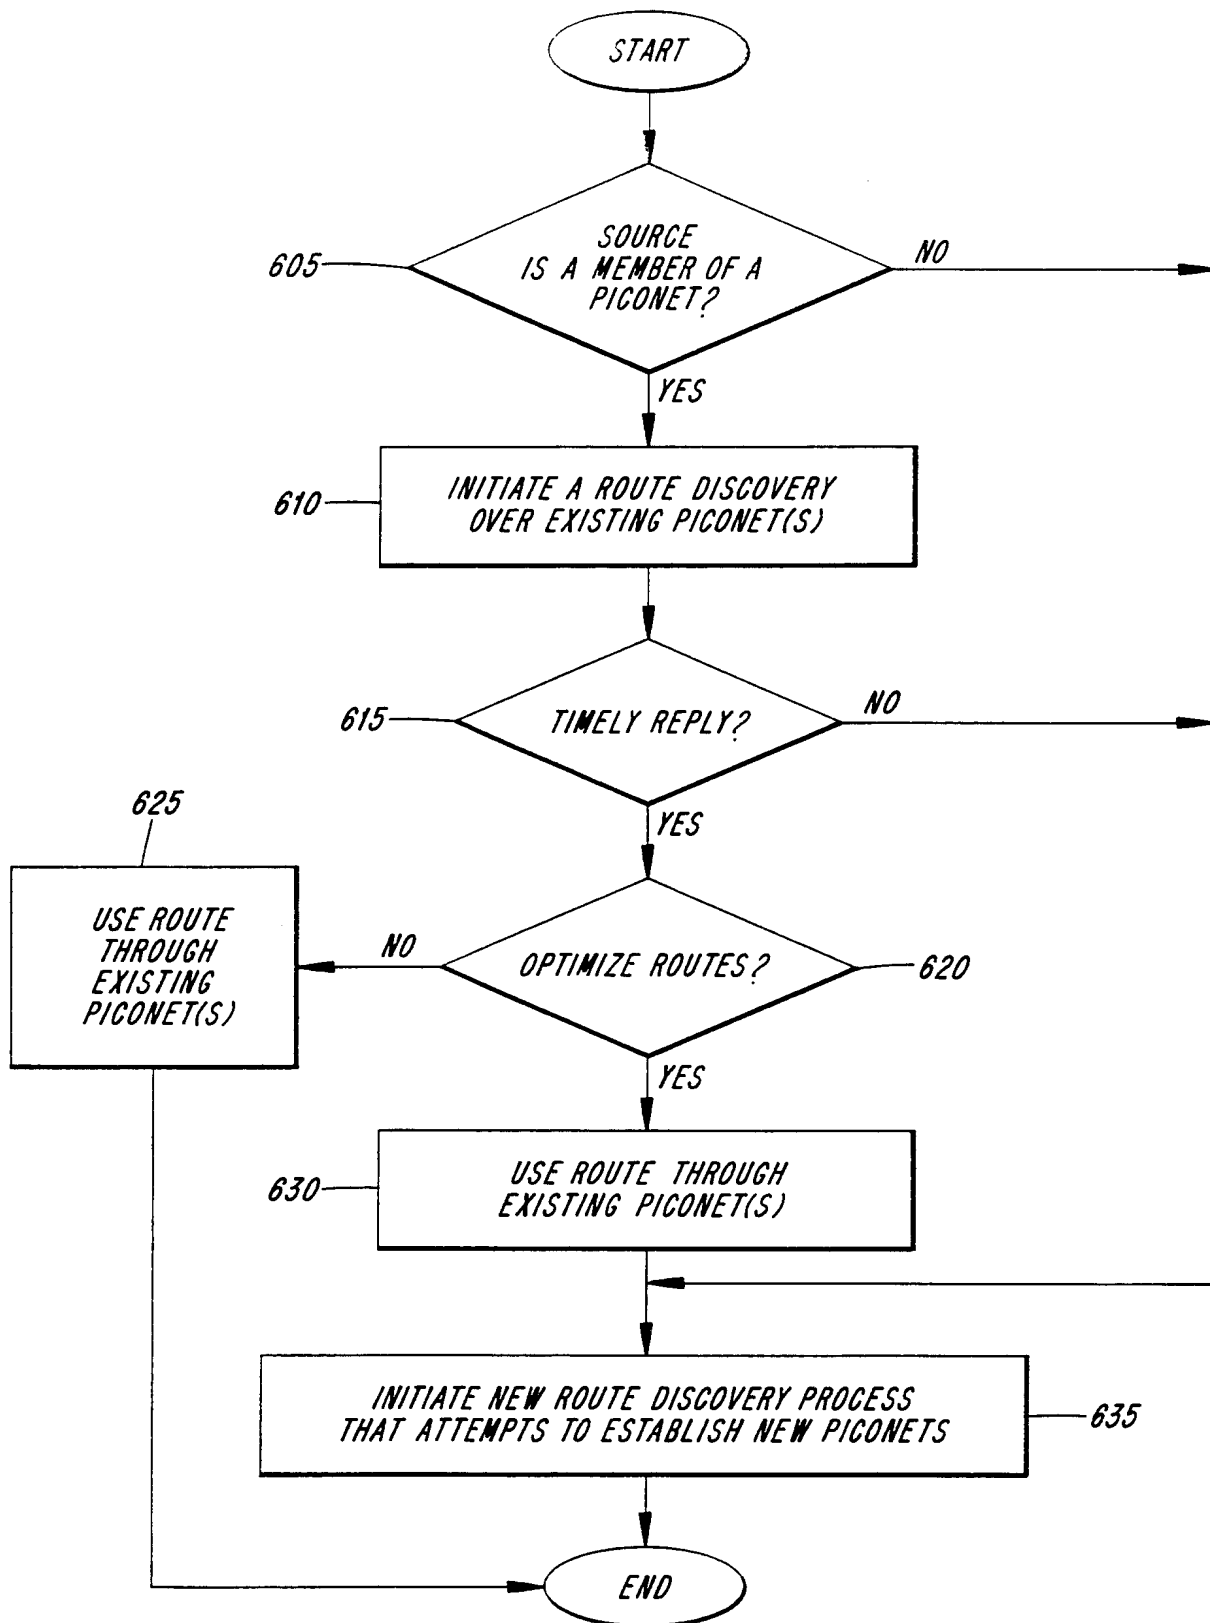 START
SOURCE
IS A MEMBER OF A
PICONET?
605
NO
YES
INITIATE A ROUTE DISCOVERY
OVER EXISTING PICONET(S)
610
TIMELY REPLY?
615
NO
YES
625
USE ROUTE
THROUGH
EXISTING
PICONET(S)
NO
OPTIMIZE ROUTES?
620
YES
630
USE ROUTE THROUGH
EXISTING PICONET(S)
INITIATE NEW ROUTE DISCOVERY PROCESS
THAT ATTEMPTS TO ESTABLISH NEW PICONETS
635
END